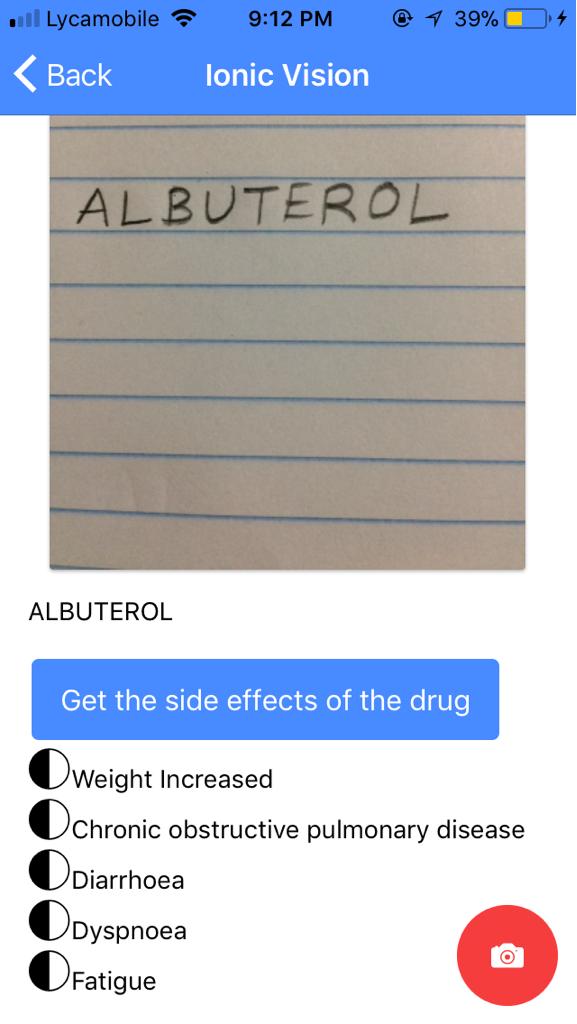 Lycamobile 9:12 PM 39%
Back Ionic Vision
ALBUTEROL
ALBUTEROL
Get the side effects of the drug
Weight Increased
Chronic obstructive pulmonary disease
Diarrhoea
Dyspnoea
Fatigue